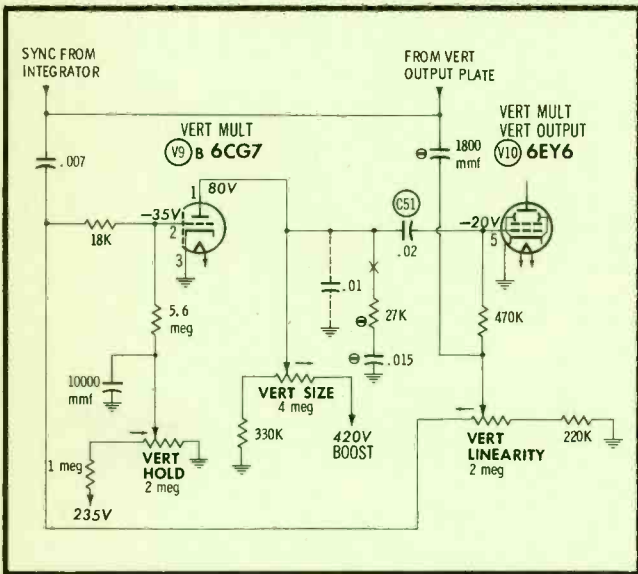 SYNC FROM
INTEGRATOR
FROM VERT
OUTPUT PLATE
VERT MULT
V9 B 6CG7
VERT MULT
VERT OUTPUT
V10 6EY6
.007
1800
mmf
1
80V
-35V
2
3
18K
C51
.02
-20V
5
.01
27K
.015
470K
5.6
meg
10000
mmf
VERT SIZE
4 meg
330K
420V
BOOST
VERT
LINEARITY
2 meg
220K
1 meg
VERT
HOLD
2 meg
235V